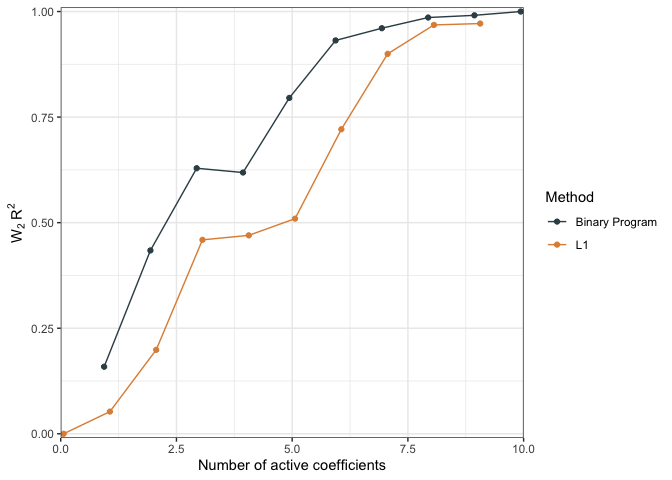 1.00
0.75
0.50
0.25
0.00
W₂ R²
0.0 2.5 5.0 7.5 10.0
Number of active coefficients
Method
Binary Program
L1